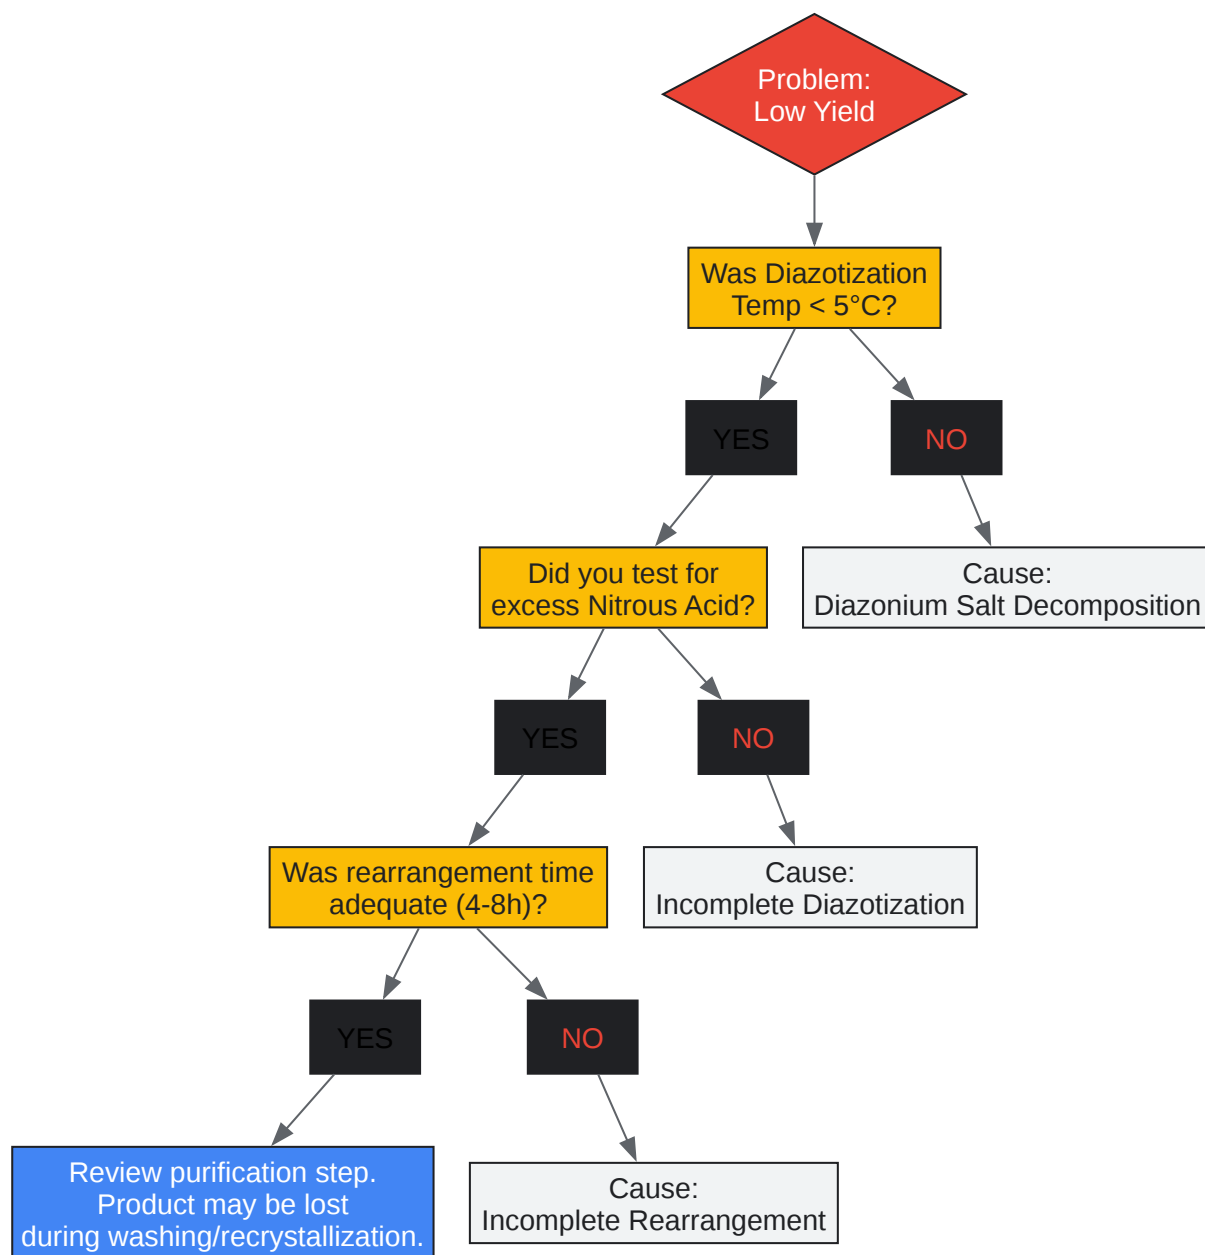 Problem:
Low Yield
Was Diazotization
Temp < 5°C?
YES
NO
Did you test for
excess Nitrous Acid?
Cause:
Diazonium Salt Decomposition
YES
NO
Was rearrangement time
adequate (4-8h)?
Cause:
Incomplete Diazotization
YES
NO
Review purification step.
Product may be lost
during washing/recrystallization.
Cause:
Incomplete Rearrangement